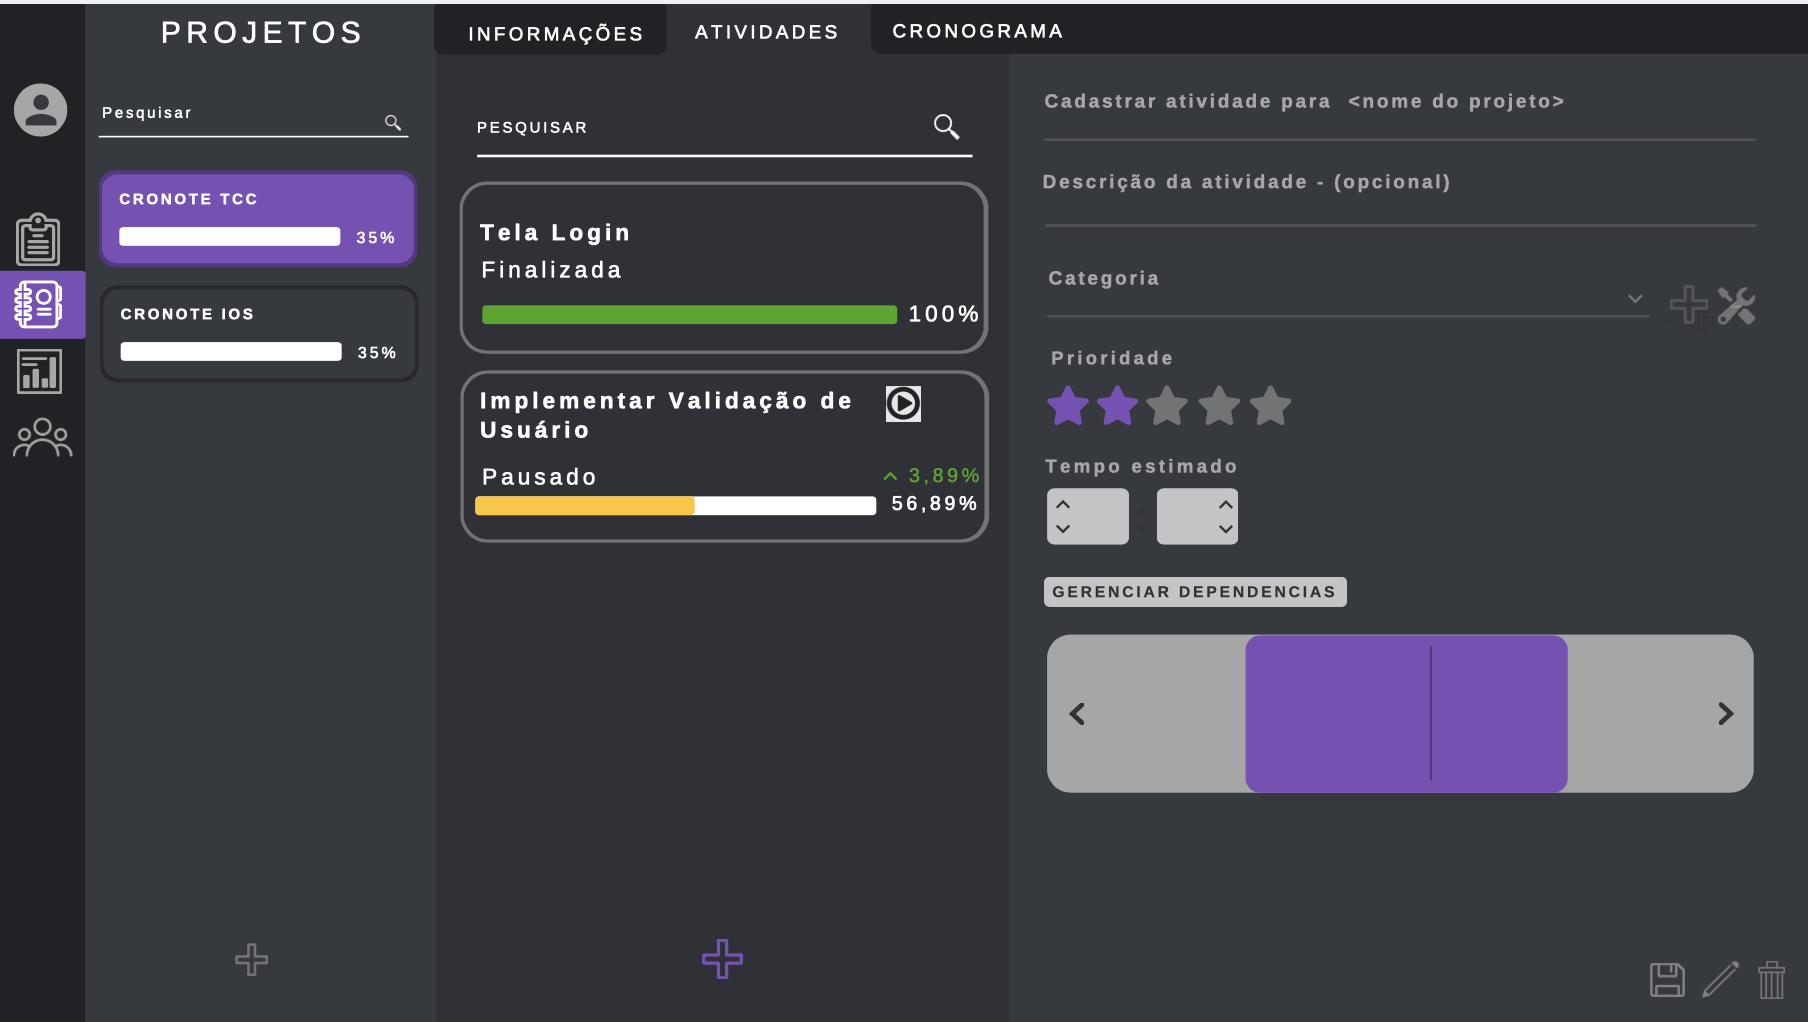 PROJETOS
INFORMAÇÕES
ATIVIDADES
CRONOGRAMA
Pesquisar
CRONOTE TCC
35%
CRONOTE IOS
35%
PESQUISAR
Tela Login
Finalizada
100%
Implementar Validação de
Usuário
Pausado
3,89%
56,89%
Cadastrar atividade para <nome do projeto>
Descrição da atividade - (opcional)
Categoria
Prioridade
Tempo estimado
:
GERENCIAR DEPENDENCIAS